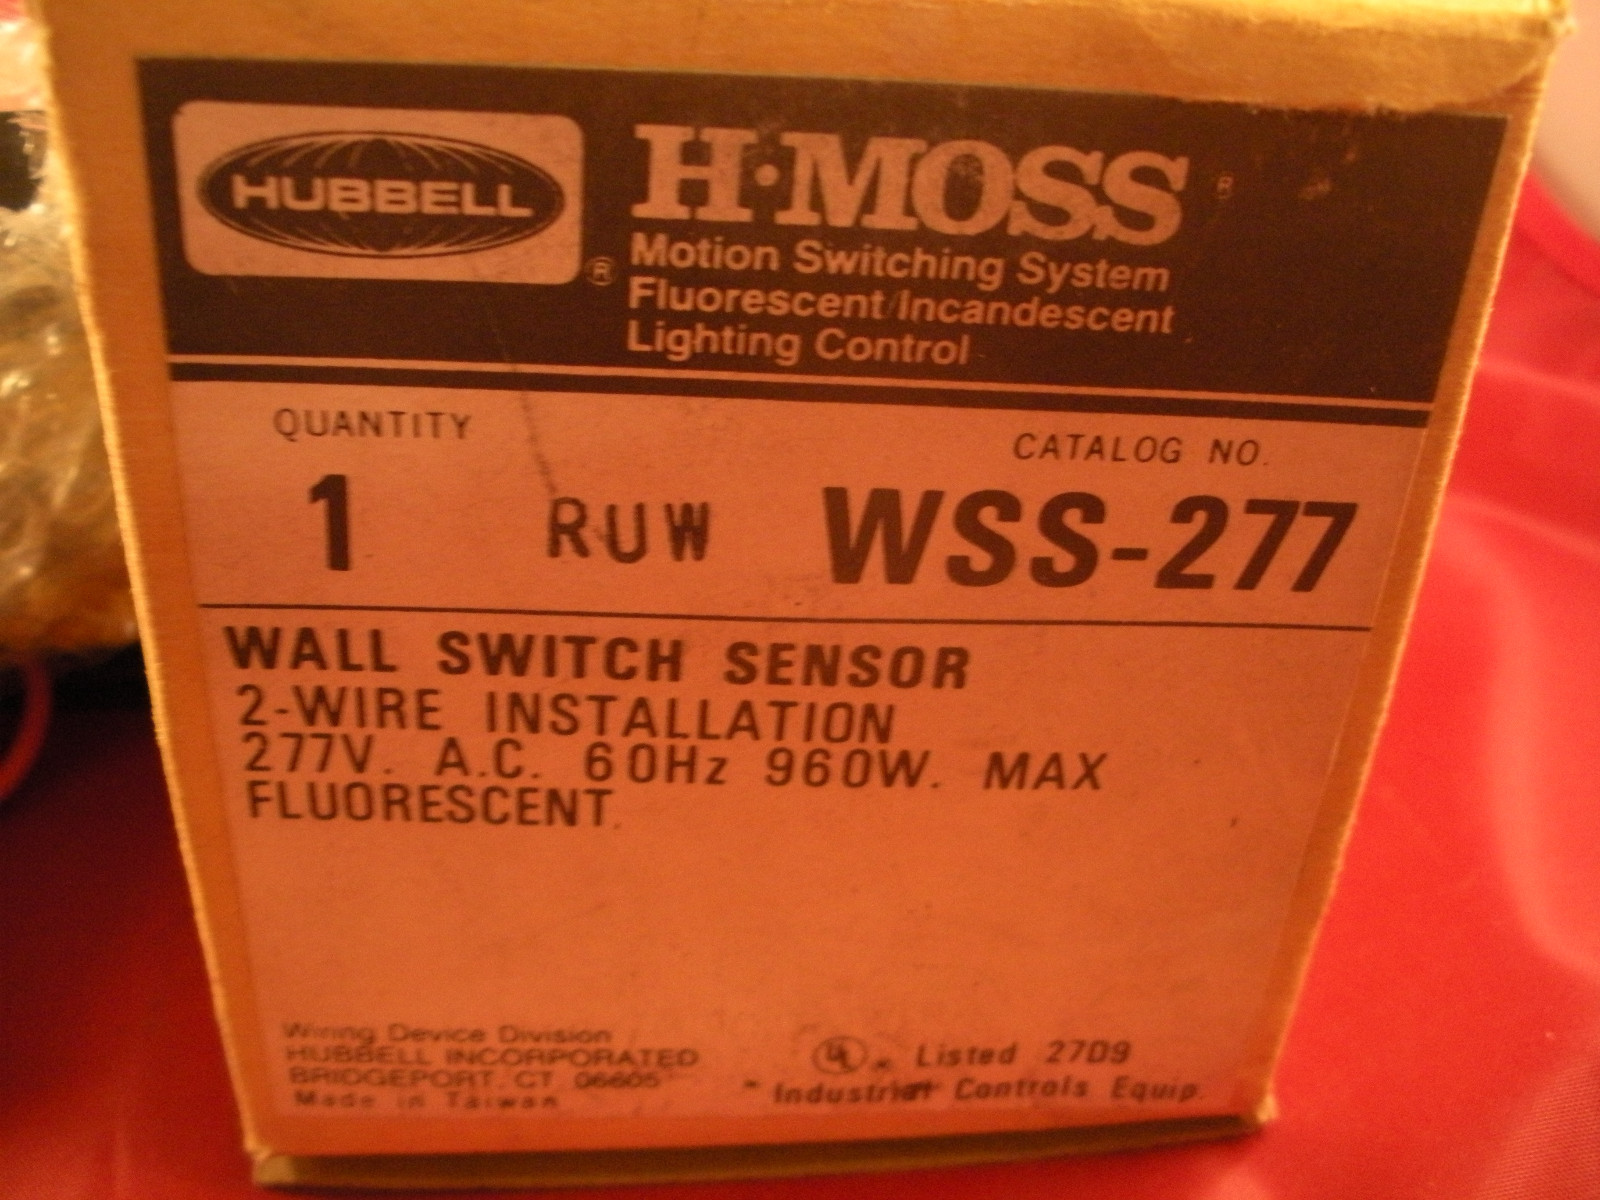 HUBBELL
®
H·MOSS ®
Motion Switching System
Fluorescent/Incandescent
Lighting Control
QUANTITY
CATALOG NO.
1 RUW WSS-277
WALL SWITCH SENSOR
2-WIRE INSTALLATION
277V. A.C. 60Hz 960W. MAX
FLUORESCENT.
Wiring Device Division
HUBBELL INCORPORATED
BRIDGEPORT, CT 06605
Made in Taiwan
UL Listed 27D9
Industrial Controls Equip.